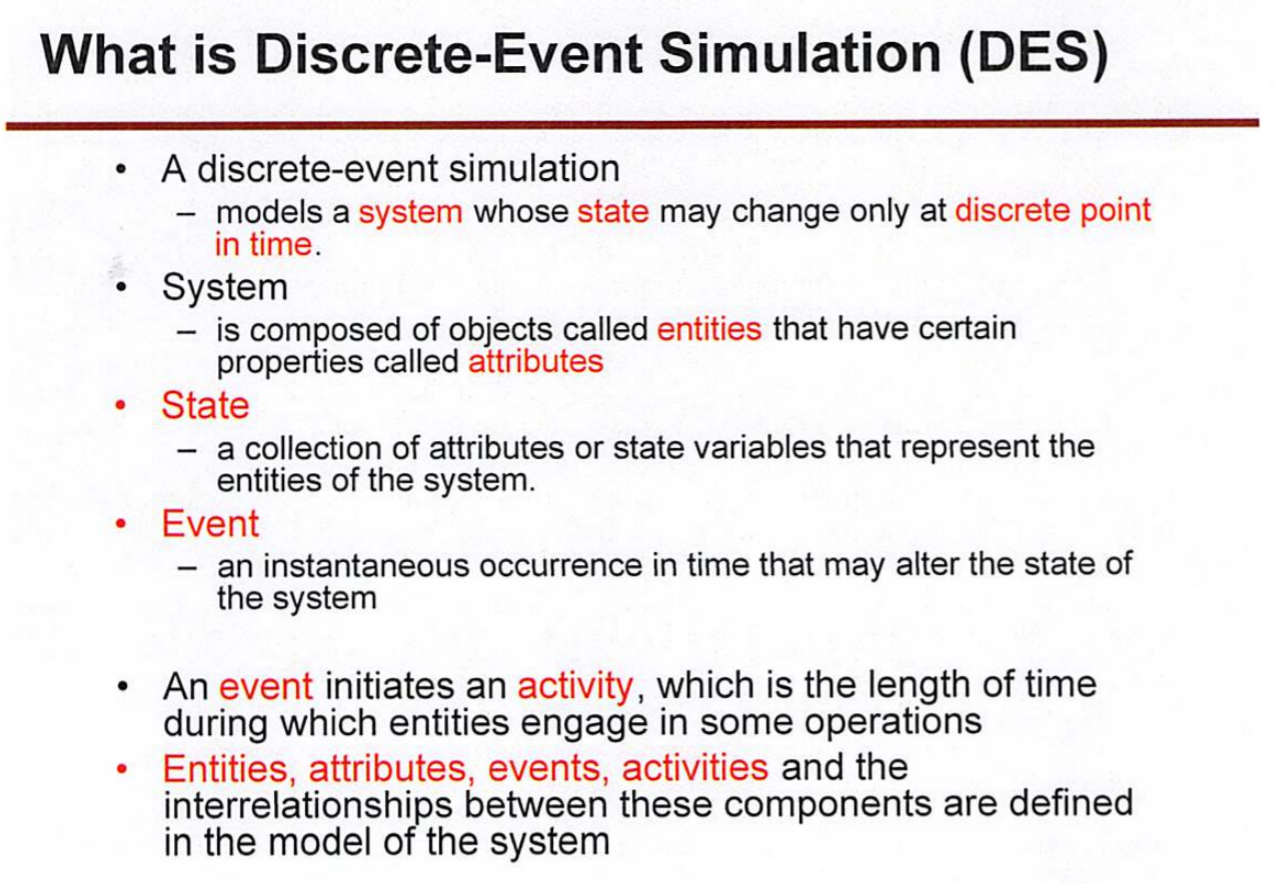 What is Discrete-Event Simulation (DES)
• A discrete-event simulation
– models a system whose state may change only at discrete point
in time.
• System
– is composed of objects called entities that have certain
properties called attributes
• State
– a collection of attributes or state variables that represent the
entities of the system.
• Event
– an instantaneous occurrence in time that may alter the state of
the system
• An event initiates an activity, which is the length of time
during which entities engage in some operations
• Entities, attributes, events, activities and the
interrelationships between these components are defined
in the model of the system